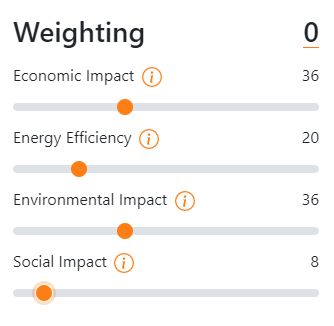 Weighting 0
Economic Impact i 36
Energy Efficiency i 20
Environmental Impact i 36
Social Impact i 8